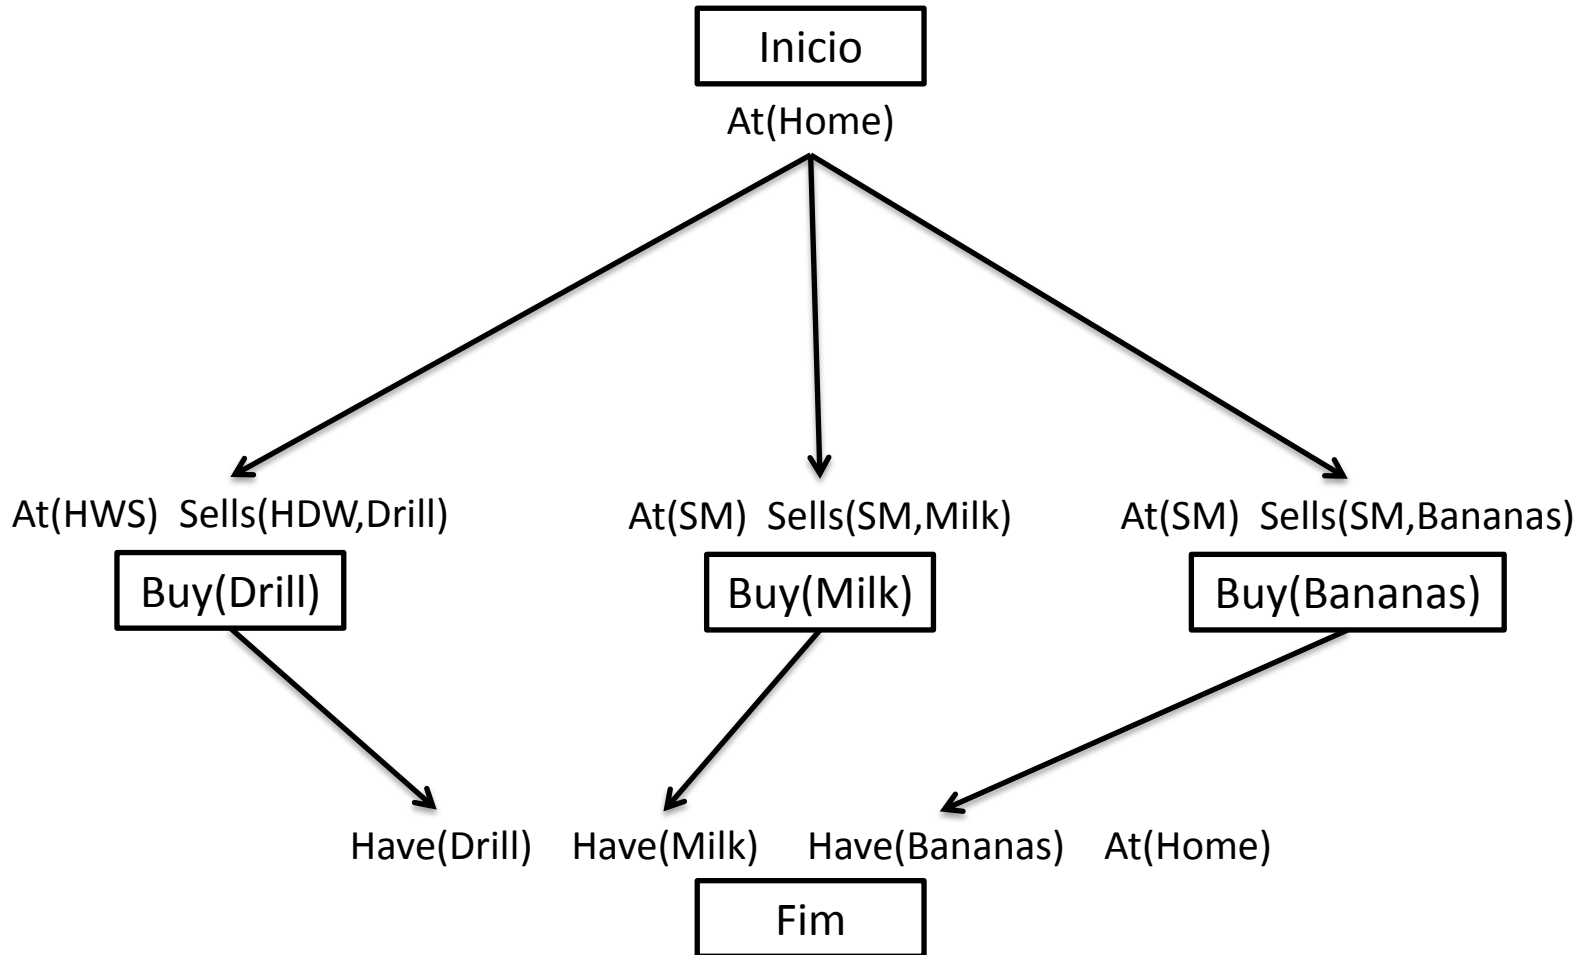 Inicio
At(Home)
At(HWS) Sells(HDW,Drill)
At(SM) Sells(SM,Milk)
At(SM) Sells(SM,Bananas)
Buy(Drill)
Buy(Milk)
Buy(Bananas)
Have(Drill) Have(Milk) Have(Bananas) At(Home)
Fim